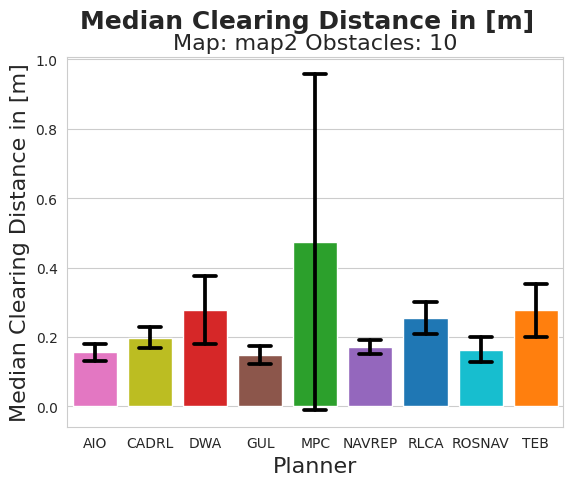 Median Clearing Distance in [m]
Map: map2 Obstacles: 10
Median Clearing Distance in [m]
1.0
0.8
0.6
0.4
0.2
0.0
AIO CADRL DWA GUL MPC NAVREP RLCA ROSNAV TEB
Planner